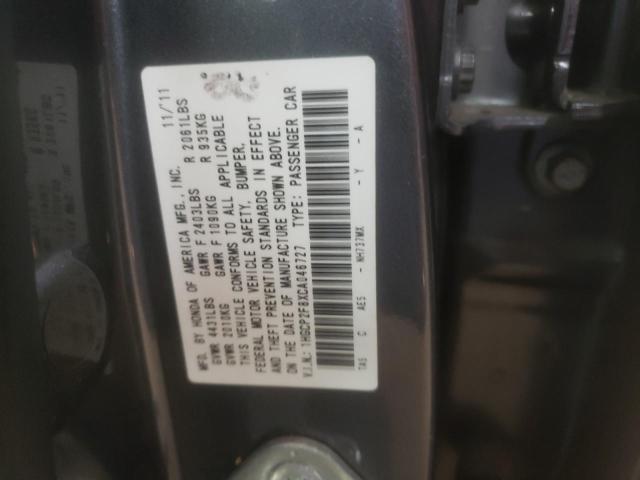 MFD. BY HONDA OF AMERICA MFG., INC. 11/'11
GVWR 4431LBS GAWR F 2403LBS R 2061LBS
GVWR 2010KG GAWR F 1090KG R 935KG
THIS VEHICLE CONFORMS TO ALL APPLICABLE
FEDERAL MOTOR VEHICLE SAFETY, BUMPER,
AND THEFT PREVENTION STANDARDS IN EFFECT
ON THE DATE OF MANUFACTURE SHOWN ABOVE.
V.I.N.: 1HGCP2F8XCA046727 TYPE: PASSENGER CAR
TA5 C AE5 - NH737MX - Y - A